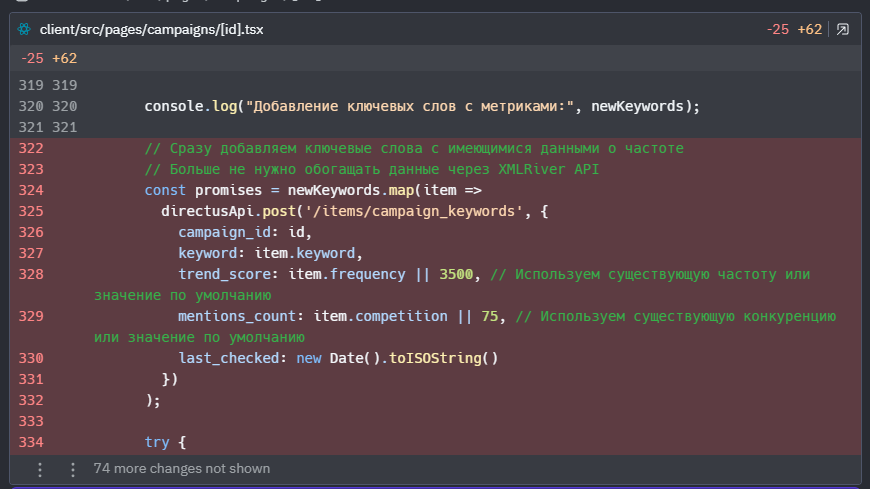 client/src/pages/campaigns/[id].tsx
-25 +62
-25 +62
319 319
320 320 console.log("Добавление ключевых слов с метриками:", newKeywords);
321 321
322 // Сразу добавляем ключевые слова с имеющимися данными о частоте
323 // Больше не нужно обогащать данные через XMLRiver API
324 const promises = newKeywords.map(item =>
325 directusApi.post('/items/campaign_keywords', {
326 campaign_id: id,
327 keyword: item.keyword,
328 trend_score: item.frequency || 3500, // Используем существующую частоту или
значение по умолчанию
329 mentions_count: item.competition || 75, // Используем существующую конкуренцию
или значение по умолчанию
330 last_checked: new Date().toISOString()
331 })
332 );
333
334 try {
74 more changes not shown